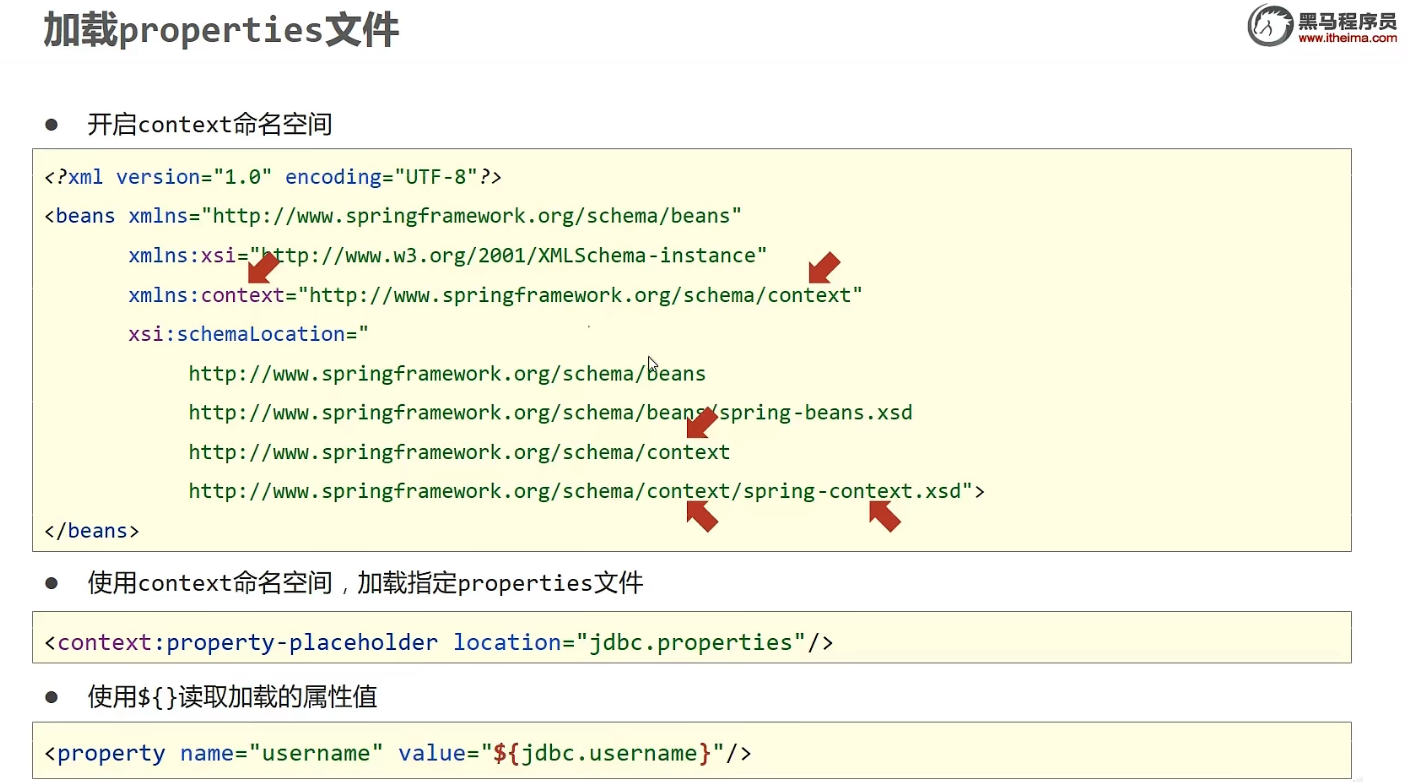 加载properties文件
黑马程序员
www.itheima.com
● 开启context命名空间
<?xml version="1.0" encoding="UTF-8"?>
<beans xmlns="http://www.springframework.org/schema/beans"
xmlns:xsi="http://www.w3.org/2001/XMLSchema-instance"
xmlns:context="http://www.springframework.org/schema/context"
xsi:schemaLocation="
http://www.springframework.org/schema/beans
http://www.springframework.org/schema/beans/spring-beans.xsd
http://www.springframework.org/schema/context
http://www.springframework.org/schema/context/spring-context.xsd">
</beans>
● 使用context命名空间，加载指定properties文件
<context:property-placeholder location="jdbc.properties"/>
● 使用${}读取加载的属性值
<property name="username" value="${jdbc.username}"/>